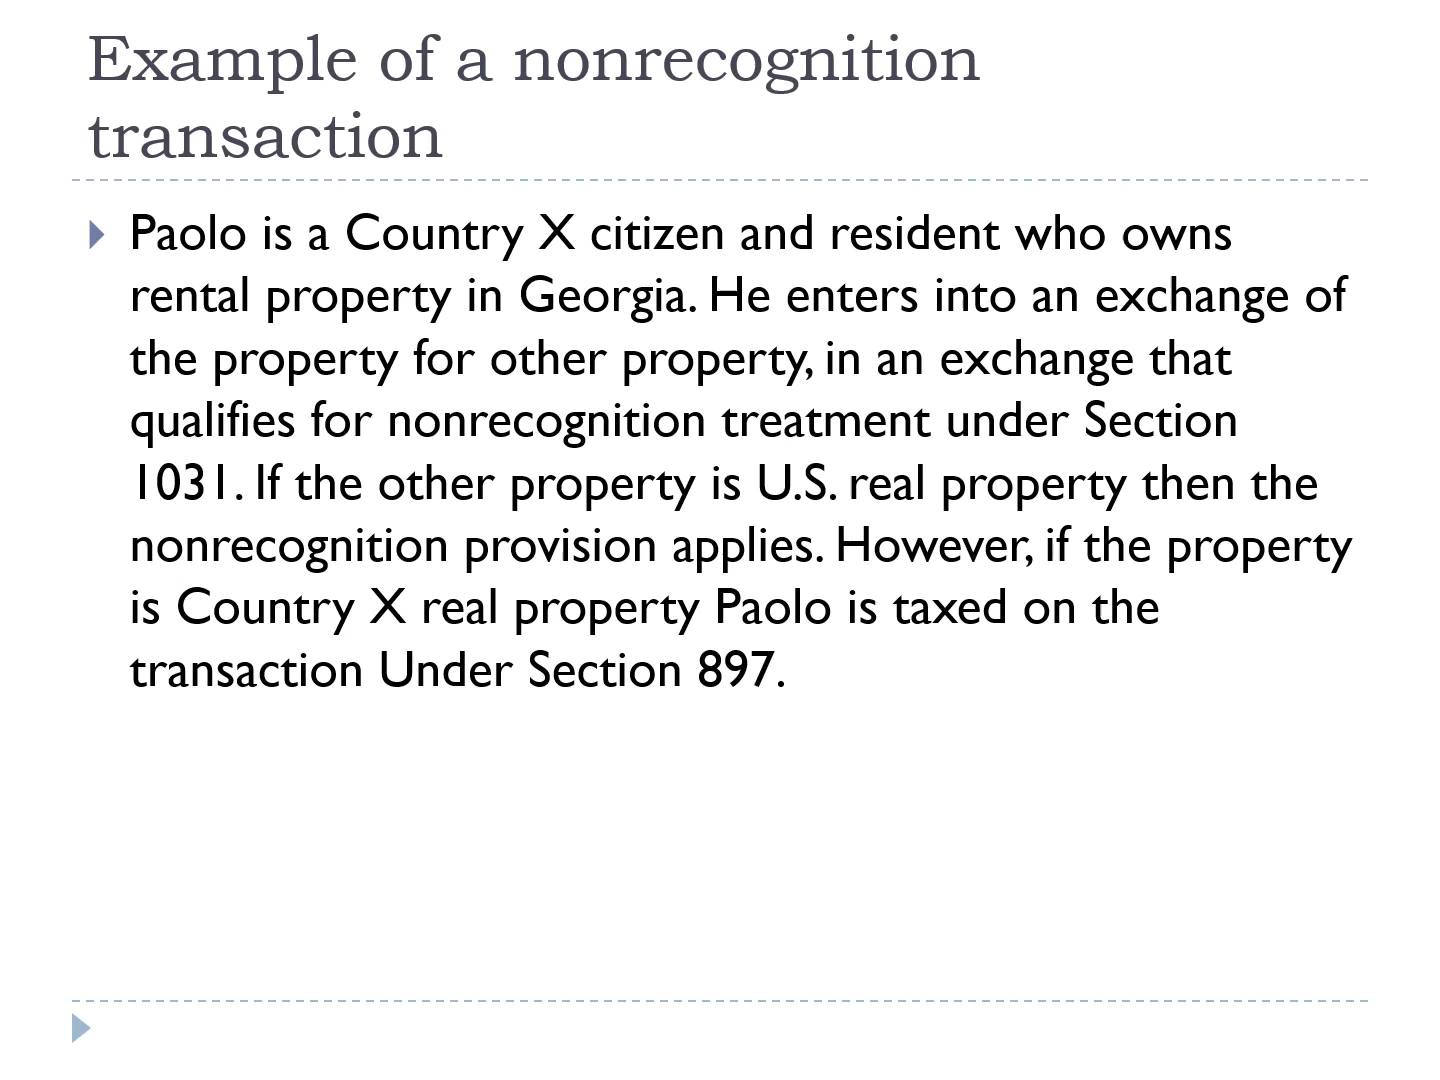 Example of a nonrecognition
transaction
Paolo is a Country X citizen and resident who owns
rental property in Georgia. He enters into an exchange of
the property for other property, in an exchange that
qualifies for nonrecognition treatment under Section
1031. If the other property is U.S. real property then the
nonrecognition provision applies. However, if the property
is Country X real property Paolo is taxed on the
transaction Under Section 897.